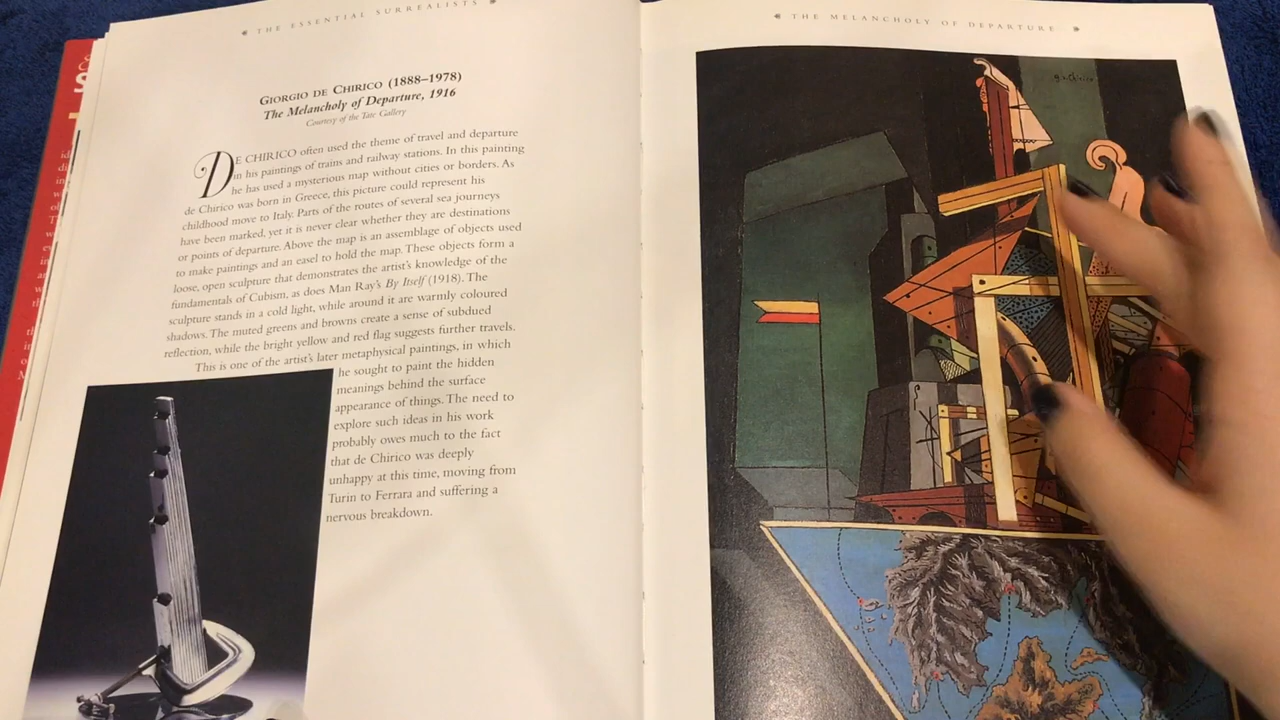 THE ESSENTIAL SURREALISTS
GIORGIO DE CHIRICO (1888–1978)
The Melancholy of Departure, 1916
Courtesy of the Tate Gallery
DE CHIRICO often used the theme of travel and departure
in his paintings of trains and railway stations. In this painting
he has used a mysterious map without cities or borders. As
de Chirico was born in Greece, this picture could represent his
childhood move to Italy. Parts of the routes of several sea journeys
have been marked, yet it is never clear whether they are destinations
or points of departure. Above the map is an assemblage of objects used
to make paintings and an easel to hold the map. These objects form a
loose, open sculpture that demonstrates the artist's knowledge of the
fundamentals of Cubism, as does Man Ray's By Itself (1918). The
sculpture stands in a cold light, while around it are warmly coloured
shadows. The muted greens and browns create a sense of subdued
reflection, while the bright yellow and red flag suggests further travels.
This is one of the artist's later metaphysical paintings, in which
he sought to paint the hidden
meanings behind the surface
appearance of things. The need to
explore such ideas in his work
probably owes much to the fact
that de Chirico was deeply
unhappy at this time, moving from
Turin to Ferrara and suffering a
nervous breakdown.
THE MELANCHOLY OF DEPARTURE